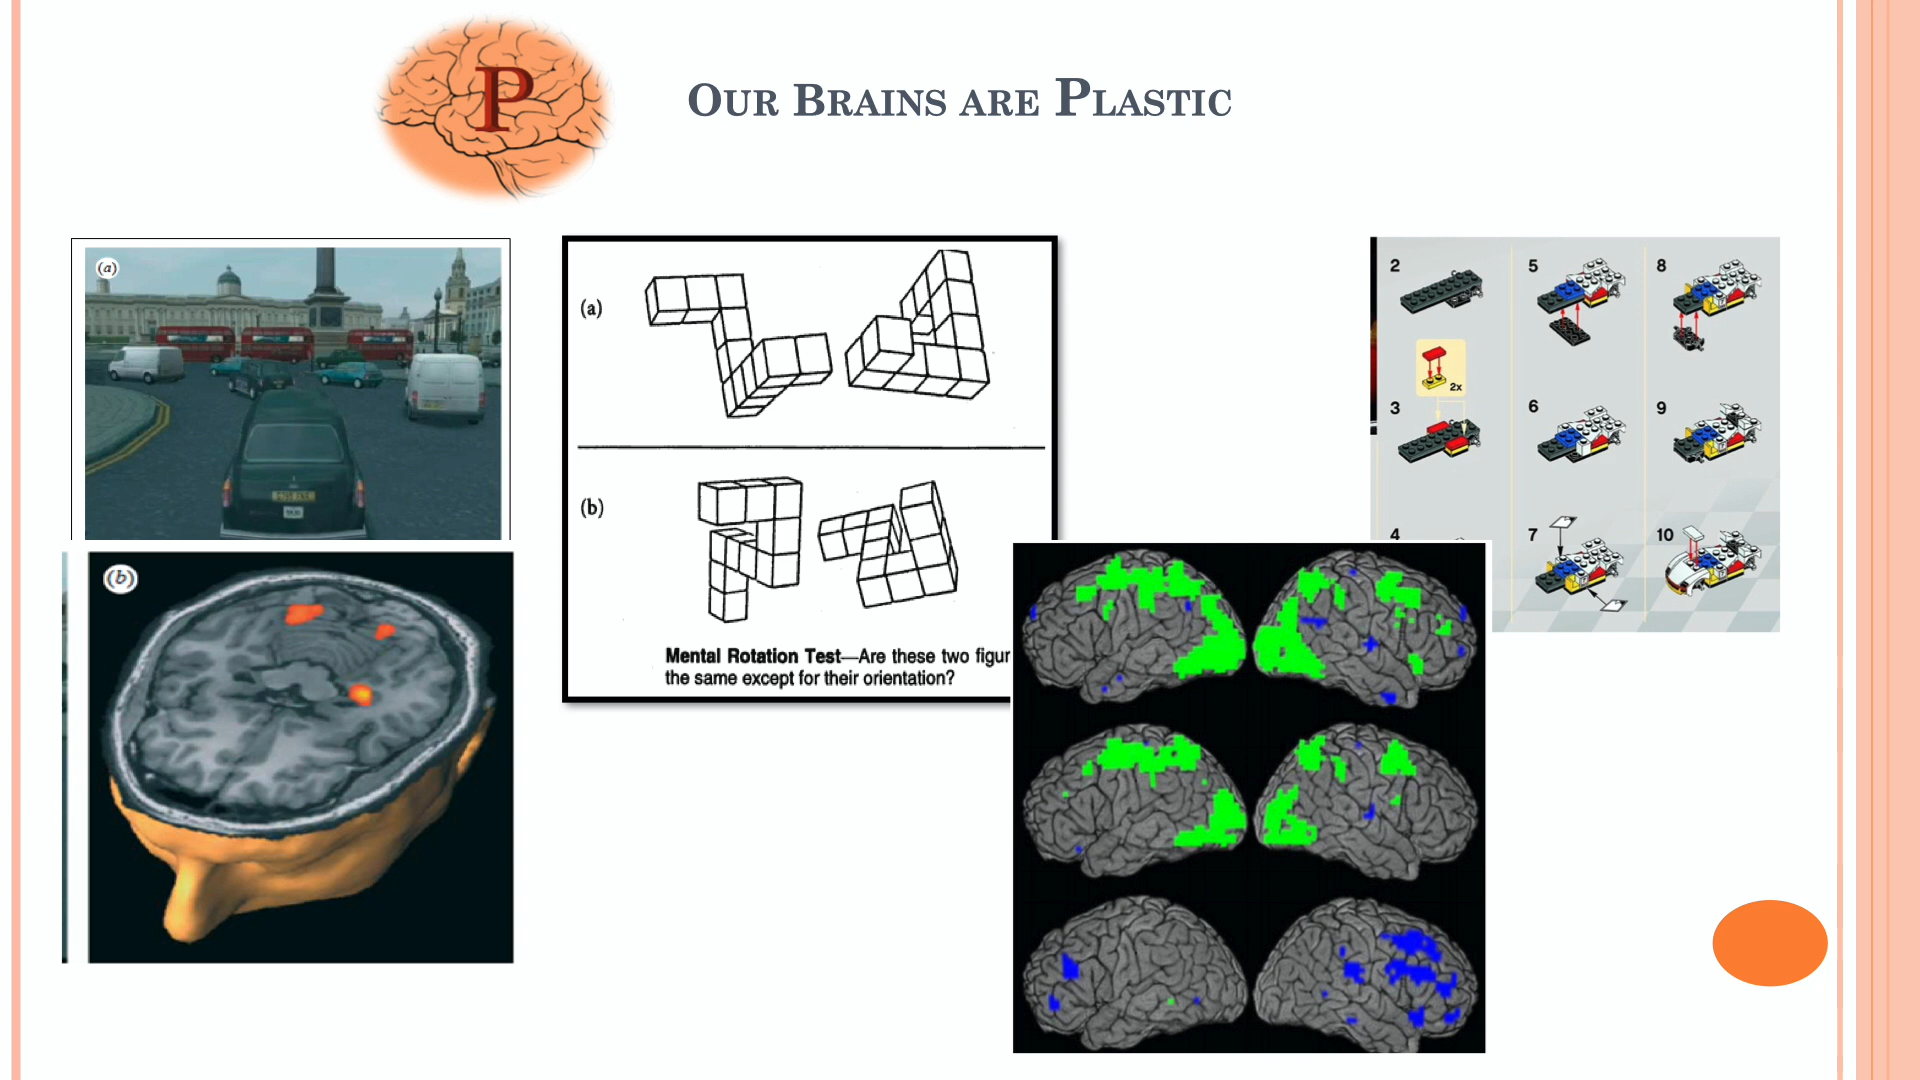 P
Our Brains are Plastic
(a)
(b)
(a)
(b)
Mental Rotation Test—Are these two figur
the same except for their orientation?
2
5
8
2x
3
6
9
4
7
10